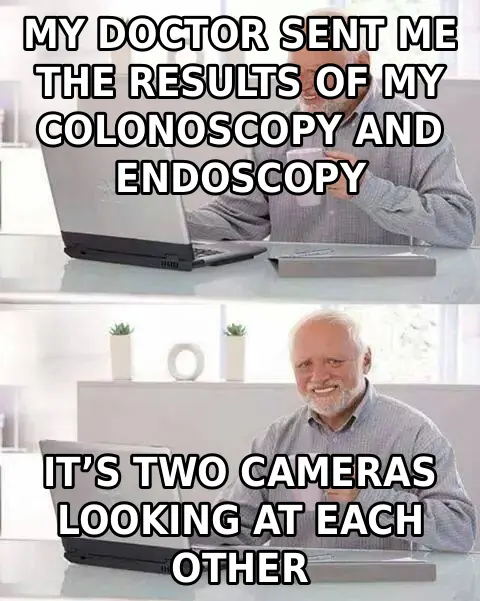 MY DOCTOR SENT ME
THE RESULTS OF MY
COLONOSCOPY AND
ENDOSCOPY
IT’S TWO CAMERAS
LOOKING AT EACH
OTHER